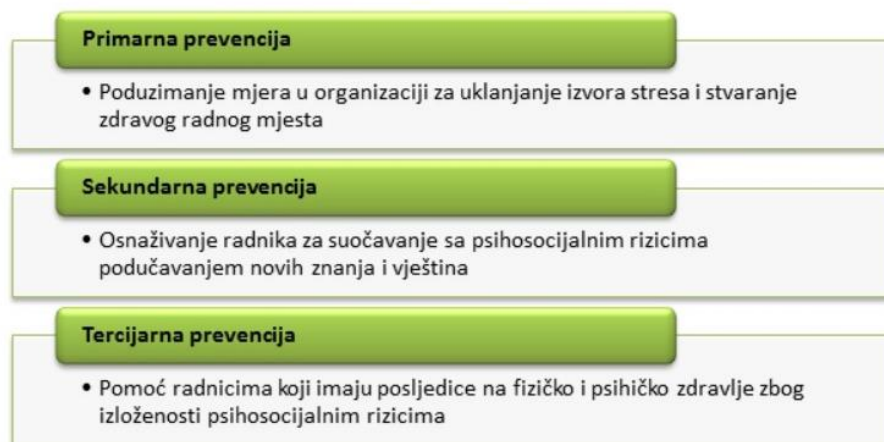 Primarna prevencija
• Poduzimanje mjera u organizaciji za uklanjanje izvora stresa i stvaranje
zdravog radnog mjesta
Sekundarna prevencija
• Osnaživanje radnika za suočavanje sa psihosocijalnim rizicima
podučavanjem novih znanja i vještina
Tercijarna prevencija
• Pomoć radnicima koji imaju posljedice na fizičko i psihičko zdravlje zbog
izloženosti psihosocijalnim rizicima